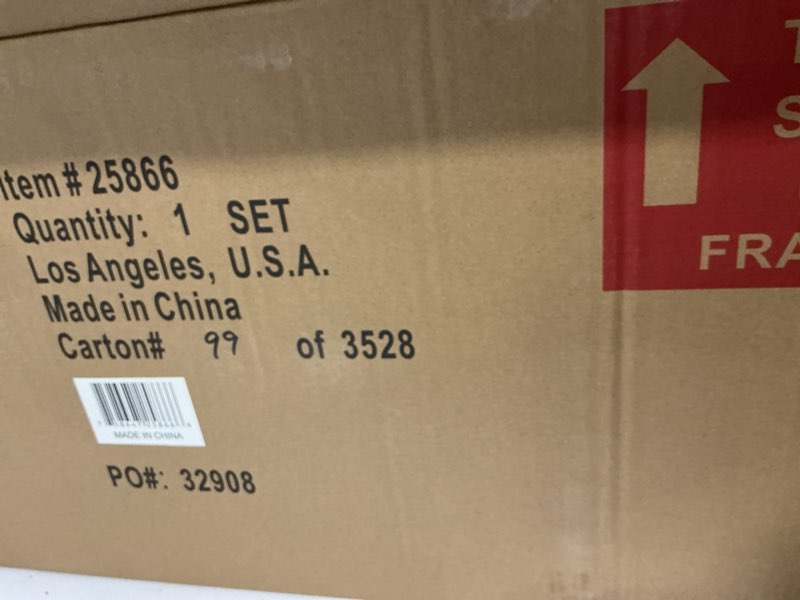 Item # 25866
Quantity: 1 SET
Los Angeles, U.S.A.
Made in China
Carton# 99 of 3528
MADE IN CHINA
PO#: 32908